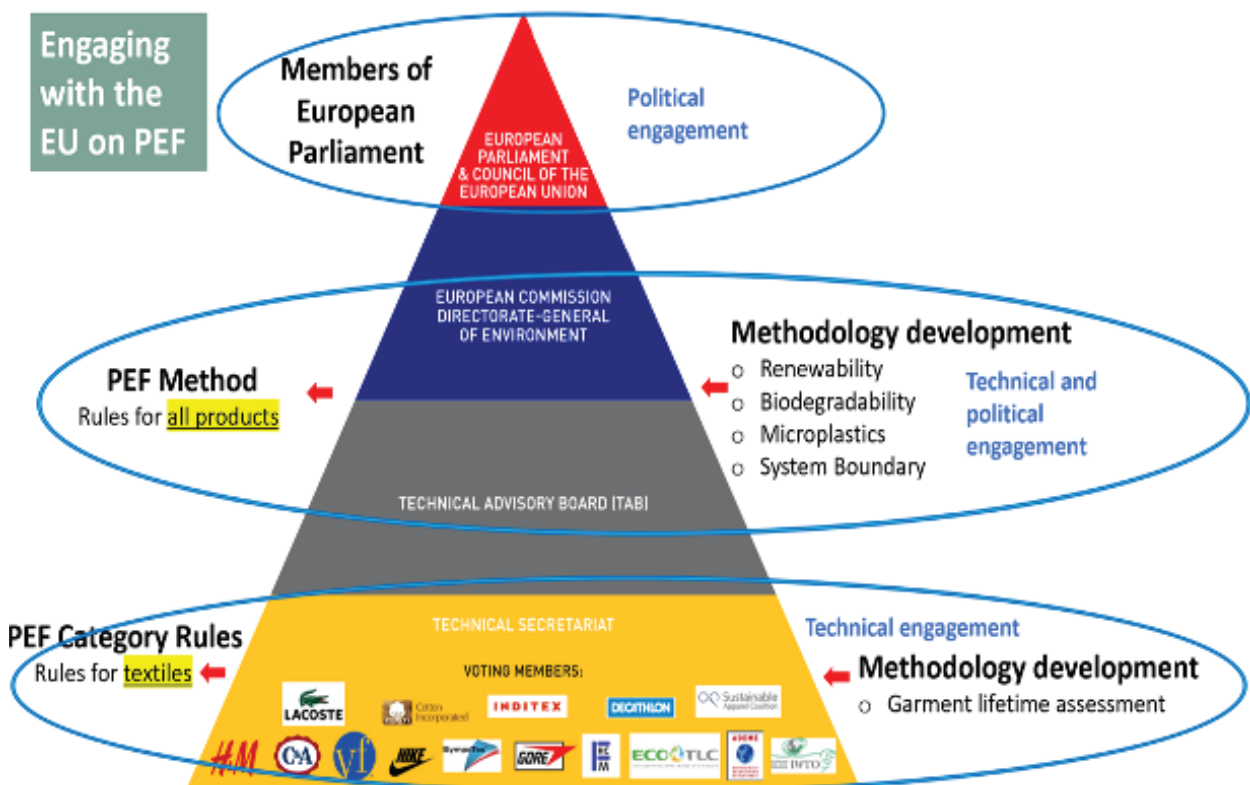 Engaging
with the
EU on PEF
Members of
European
Parliament
Political
engagement
EUROPEAN
PARLIAMENT
& COUNCIL OF THE
EUROPEAN UNION
EUROPEAN COMMISSION
DIRECTORATE-GENERAL
OF ENVIRONMENT
PEF Method
Rules for all products
Methodology development
o Renewability
o Biodegradability
o Microplastics
o System Boundary
Technical and
political
engagement
TECHNICAL ADVISORY BOARD (TAB)
PEF Category Rules
Rules for textiles
TECHNICAL SECRETARIAT
Technical engagement
Methodology development
o Garment lifetime assessment
VOTING MEMBERS:
LACOSTE
Cotton
Incorporated
INDITEX
DECATHLON
Sustainable
Apparel Coalition
H&M
C&A
vf
NIKE
GORE
ECO TLC
ADEME
IWTO